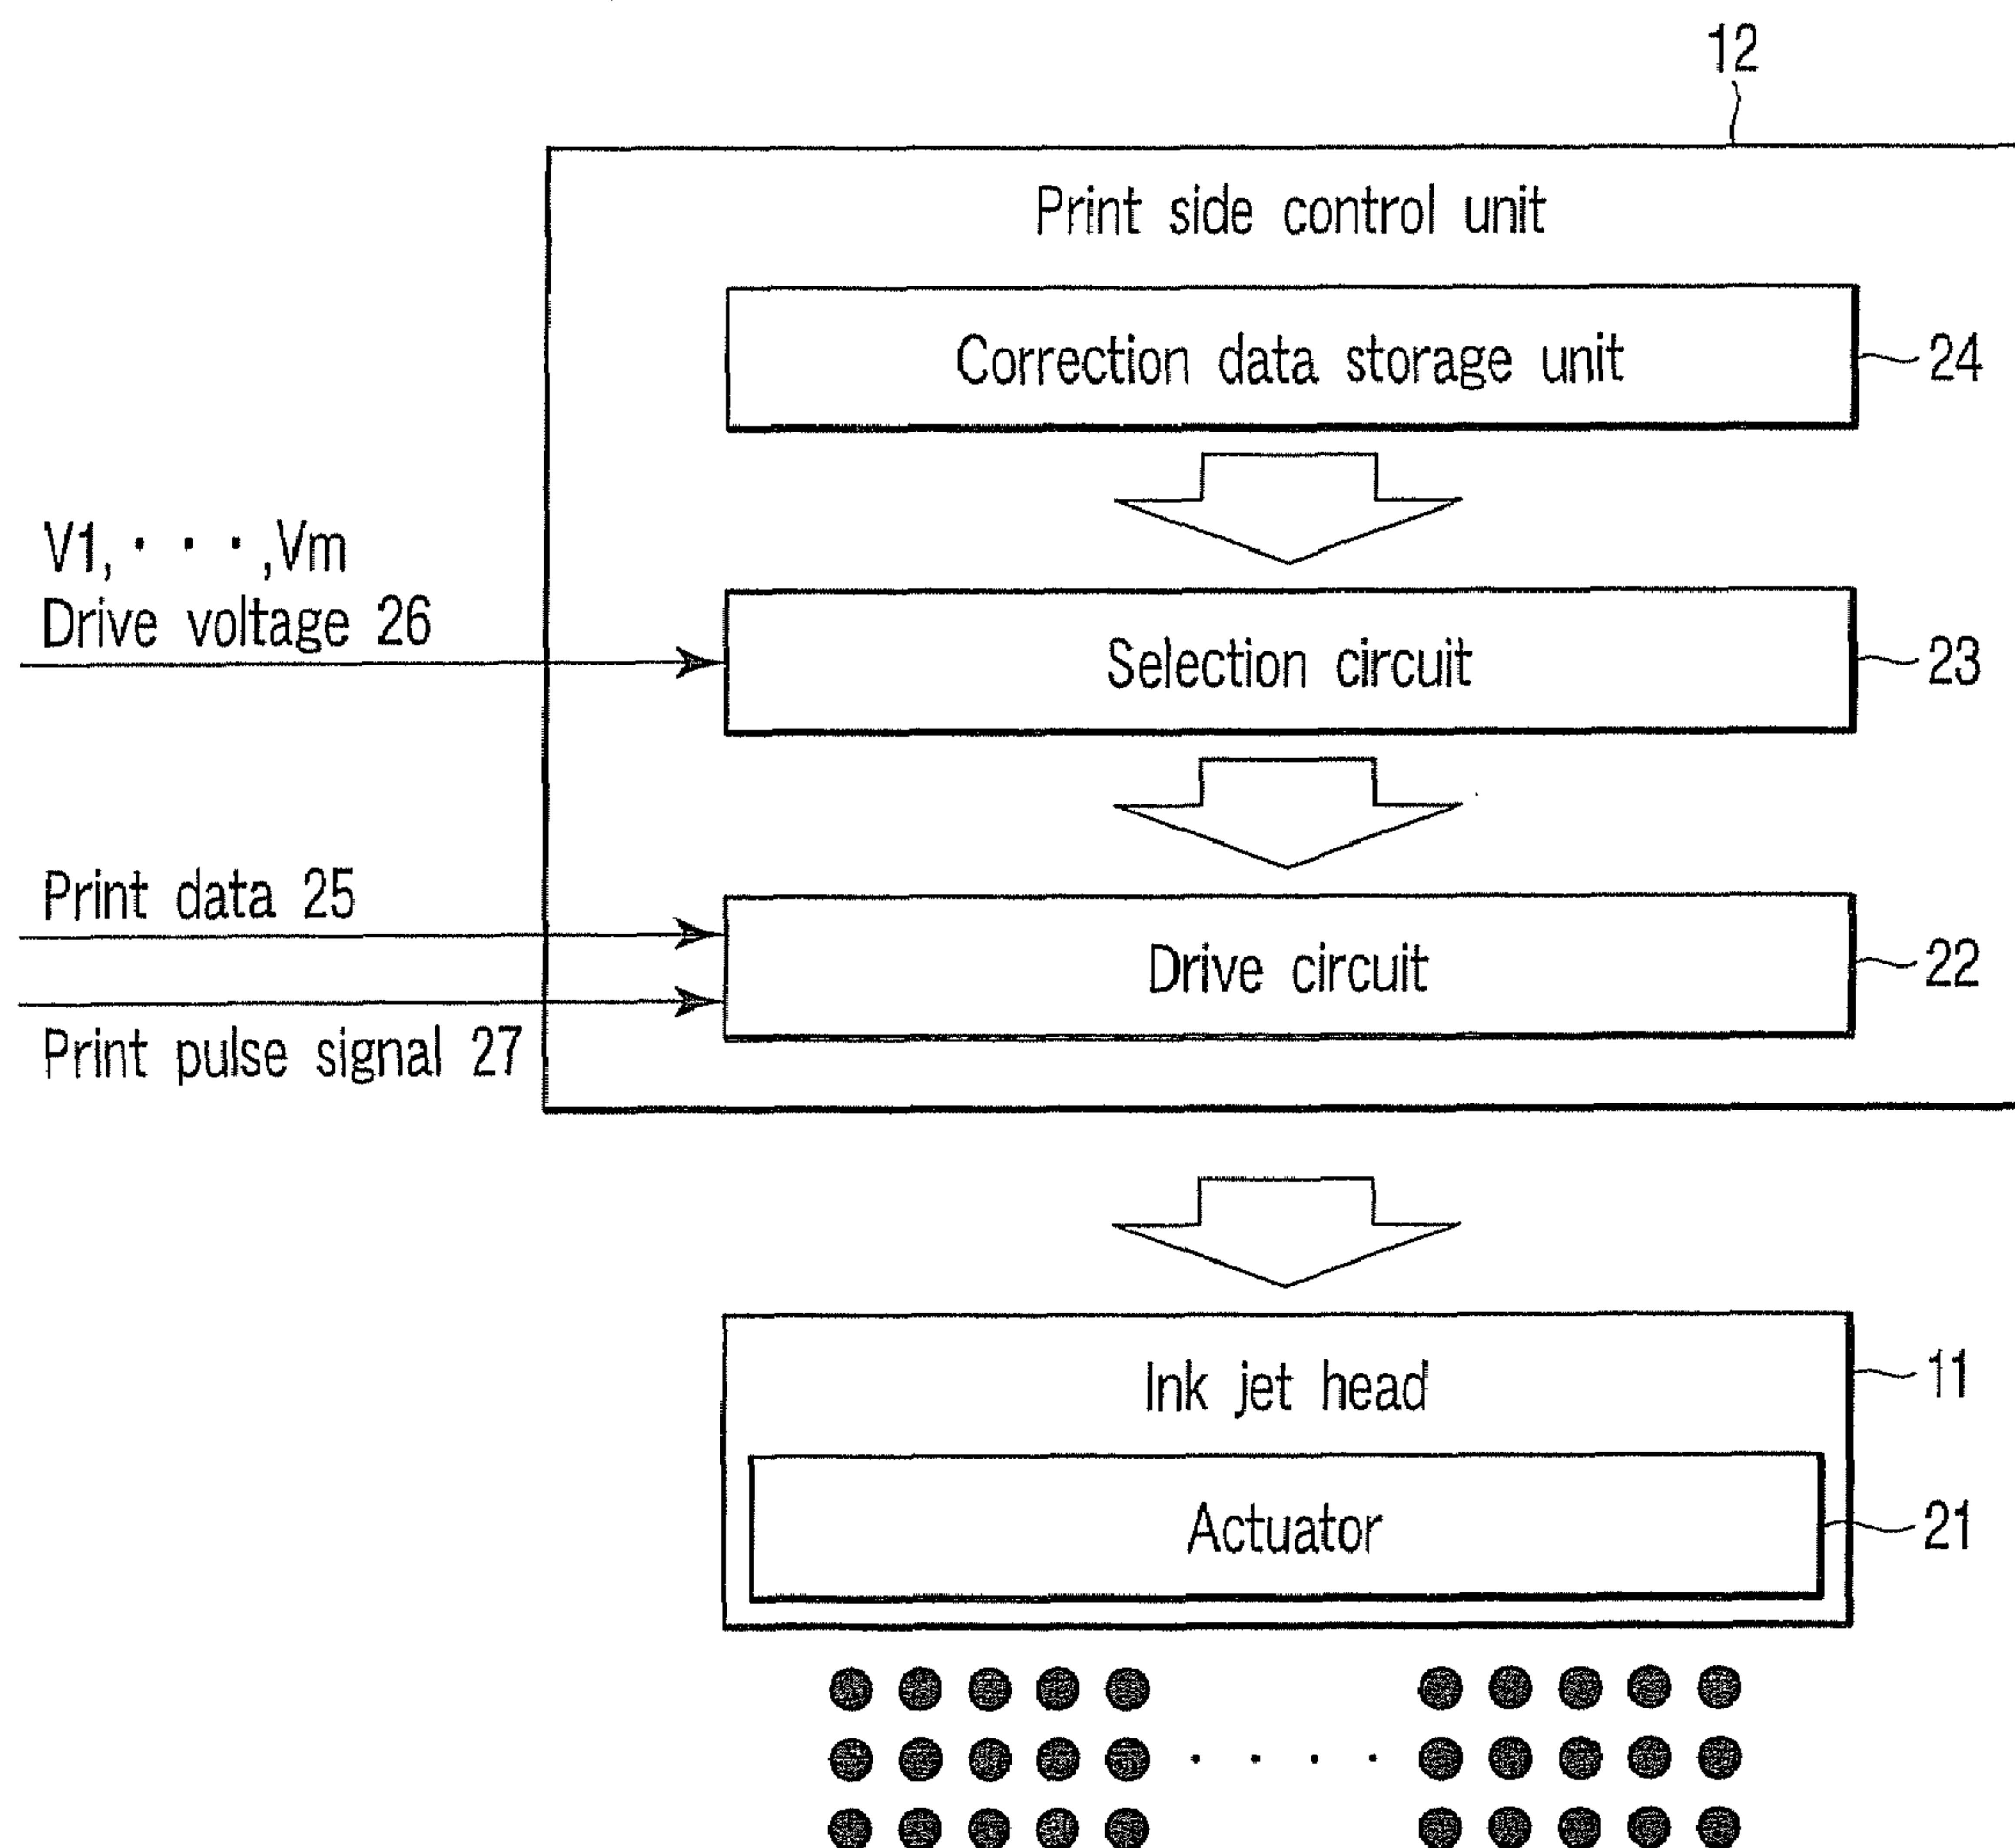 12
Print side control unit
Correction data storage unit
24
V1, · · · ,Vm
Drive voltage 26
Selection circuit
23
Print data 25
Drive circuit
22
Print pulse signal 27
Ink jet head
11
Actuator
21
· · · ·